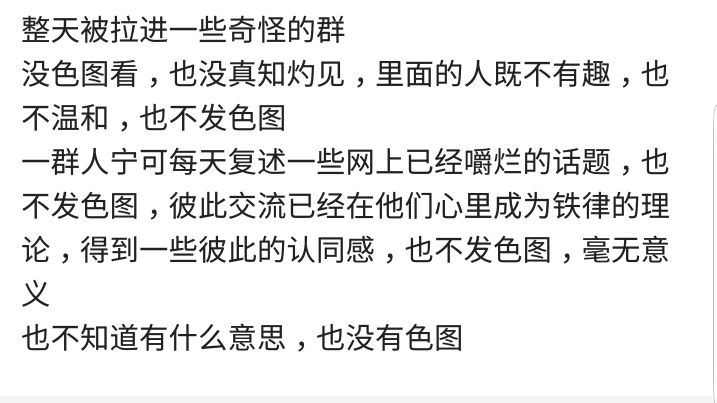 整天被拉进一些奇怪的群
没色图看，也没真知灼见，里面的人既不有趣，也
不温和，也不发色图
一群人宁可每天复述一些网上已经嚼烂的话题，也
不发色图，彼此交流已经在他们心里成为铁律的理
论，得到一些彼此的认同感，也不发色图，毫无意
义
也不知道有什么意思，也没有色图